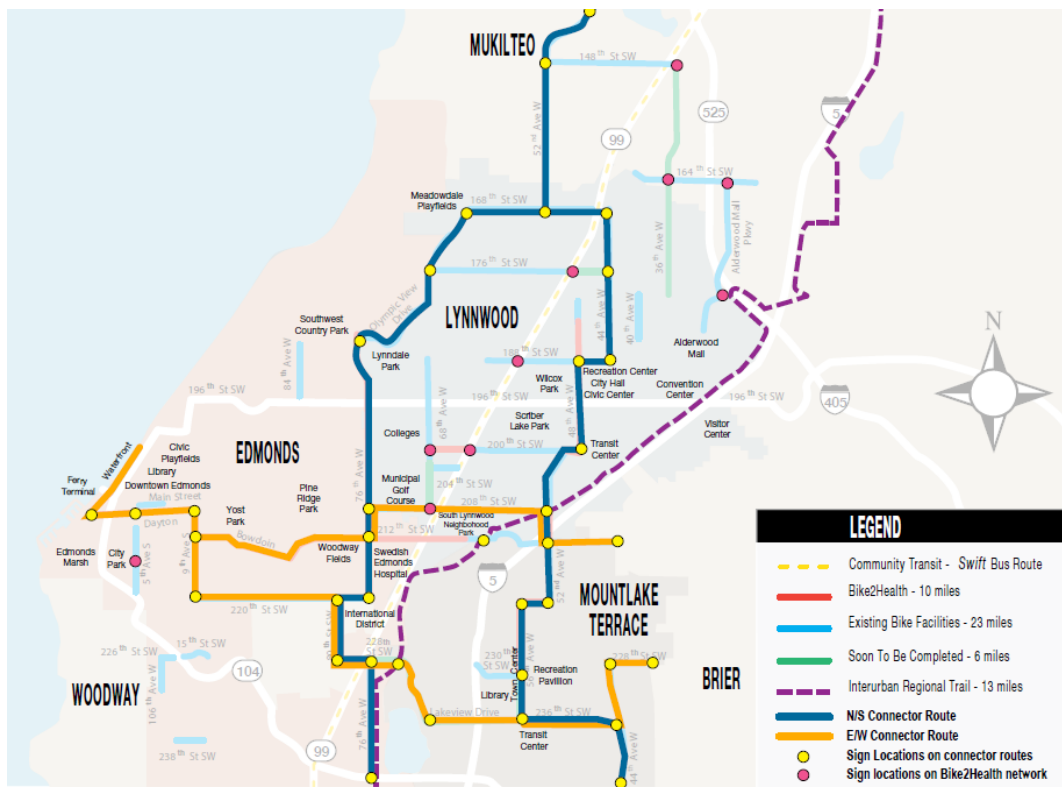 MUKILTEO
148th St SW
52nd Ave W
99
525
5
164th St SW
Meadowdale
Playfields
168th St SW
36th Ave W
Alderwood Mall
Pkwy
176th St SW
Olympic View
Drive
LYNNWOOD
44th Ave W
40th Ave W
Southwest
Country Park
Lynndale
Park
84th Ave W
188th St SW
Alderwood
Mall
Wilcox
Park
Recreation Center
City Hall
Civic Center
Convention
Center
196th St SW
196th St SW
196th St SW
405
N
68th Ave W
Scriber
Lake Park
48th Ave W
Visitor
Center
Colleges
200th St SW
Transit
Center
Waterfront
Civic
Playfields
Library
Downtown Edmonds
EDMONDS
76th Ave W
Ferry
Terminal
Main Street
Dayton
Yost
Park
Pine
Ridge
Park
Municipal
Golf
Course
204th St SW
208th St SW
South Lynnwood
Neighborhood
Park
212th St SW
Bowdoin
Edmonds
Marsh
City
Park
5th Ave S
9th Ave S
Woodway
Fields
Swedish
Edmonds
Hospital
5
52nd Ave W
MOUNTLAKE
TERRACE
220th St SW
International
District
226th St SW
15th St SW
104
228th
St SW
230th
St SW
Town Center
Recreation
Pavillion
228th St SW
BRIER
WOODWAY
106th Ave W
Library
Lakeview Drive
236th St SW
Transit
Center
238th St SW
99
76th Ave W
44th Ave W
LEGEND
Community Transit - Swift Bus Route
Bike2Health - 10 miles
Existing Bike Facilities - 23 miles
Soon To Be Completed - 6 miles
Interurban Regional Trail - 13 miles
N/S Connector Route
E/W Connector Route
Sign Locations on connector routes
Sign locations on Bike2Health network